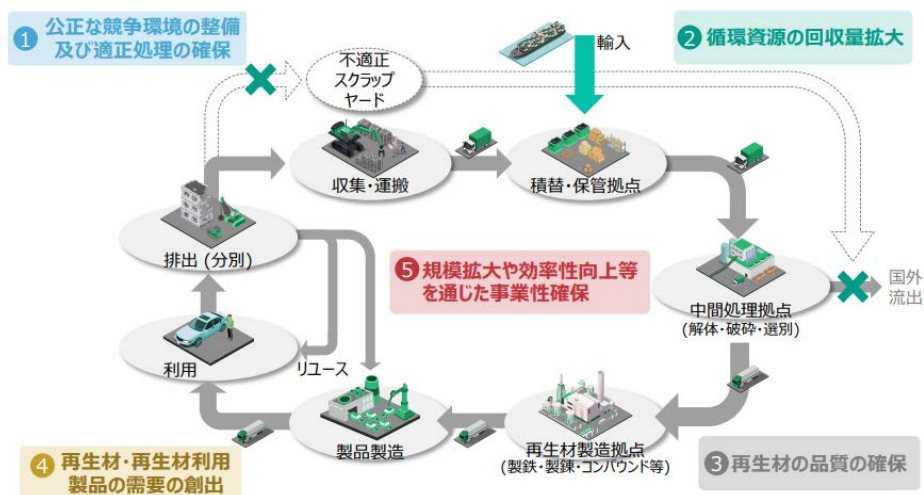 1 公正な競争環境の整備
及び適正処理の確保
輸入
2 循環資源の回収量拡大
不適正
スクラップ
ヤード
収集・運搬
積替・保管拠点
排出 (分別)
5 規模拡大や効率性向上等
を通じた事業性確保
中間処理拠点
(解体・破砕・選別)
国外
流出
利用
リユース
製品製造
再生材製造拠点
(製鉄・製錬・コンパウンド等)
4 再生材・再生材利用
製品の需要の創出
3 再生材の品質の確保